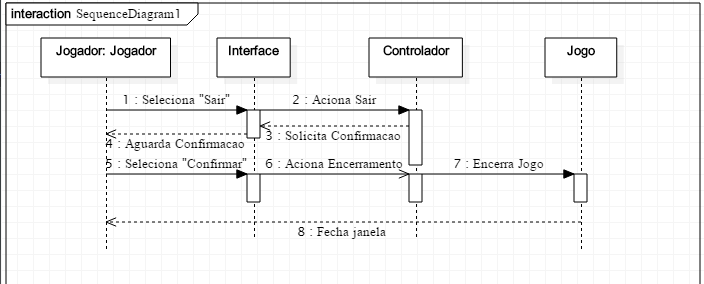 interaction SequenceDiagram1
Jogador: Jogador
Interface
Controlador
Jogo
1 : Seleciona "Sair"
2 : Aciona Sair
3 : Solicita Confirmacao
4 : Aguarda Confirmacao
5 : Seleciona "Confirmar"
6 : Aciona Encerramento
7 : Encerra Jogo
8 : Fecha janela